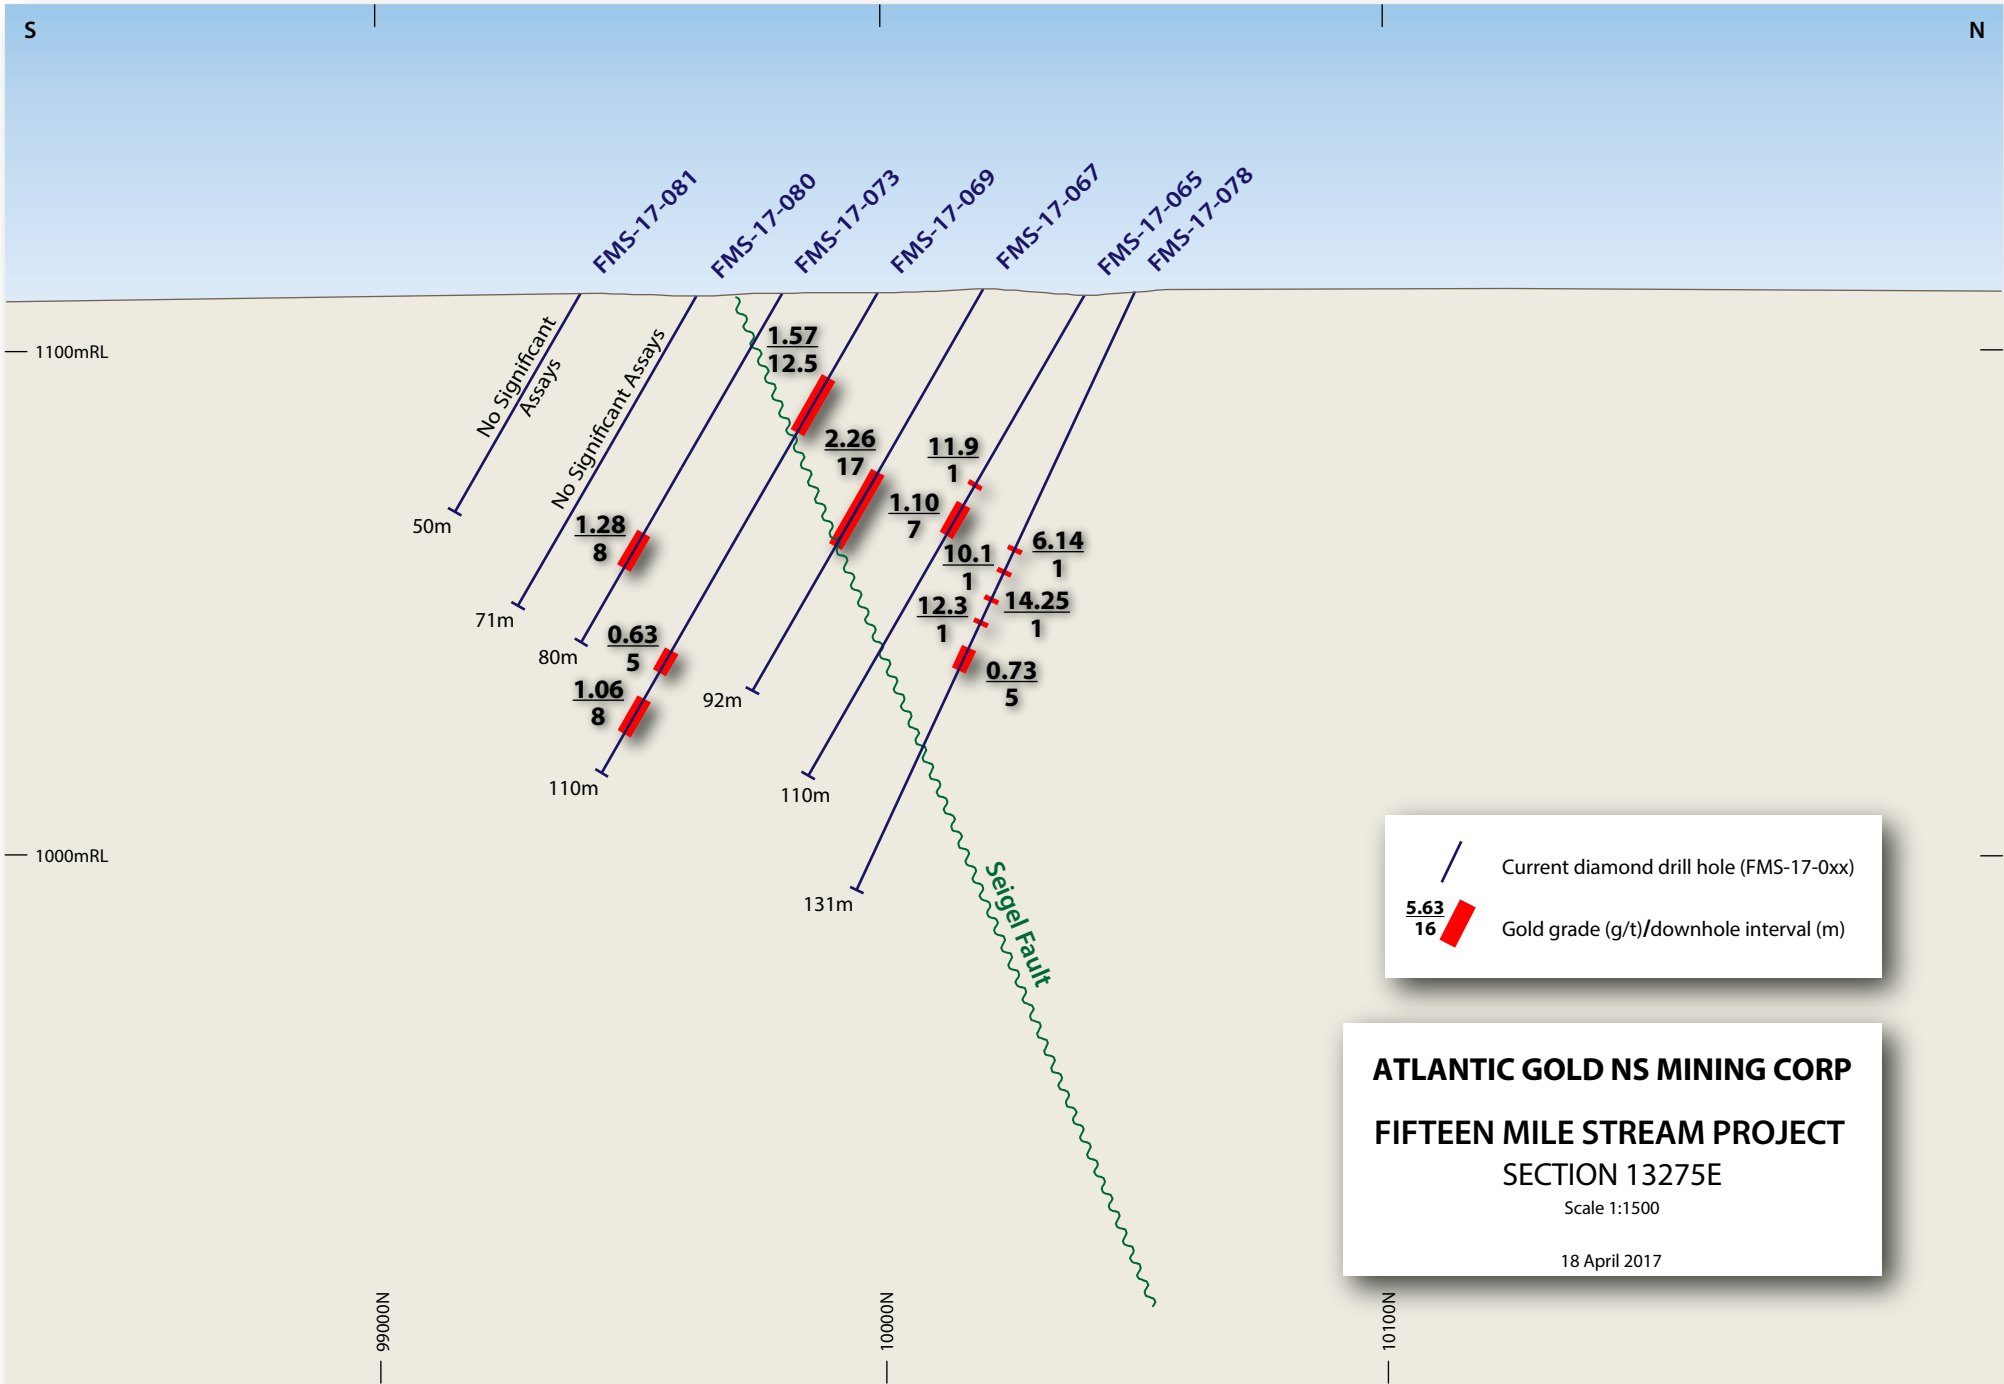 S
N
FMS-17-081
FMS-17-080
FMS-17-073
FMS-17-069
FMS-17-067
FMS-17-065
FMS-17-078
1100mRL
1000mRL
No Significant
Assays
No Significant Assays
1.57
12.5
2.26
17
11.9
1
1.10
7
1.28
8
10.1
1
6.14
1
12.3
1
14.25
1
0.63
5
0.73
5
1.06
8
50m
71m
80m
92m
110m
110m
131m
Seigel Fault
Current diamond drill hole (FMS-17-0xx)
5.63
16
Gold grade (g/t)/downhole interval (m)
ATLANTIC GOLD NS MINING CORP
FIFTEEN MILE STREAM PROJECT
SECTION 13275E
Scale 1:1500
18 April 2017
99000N
100000N
10100N